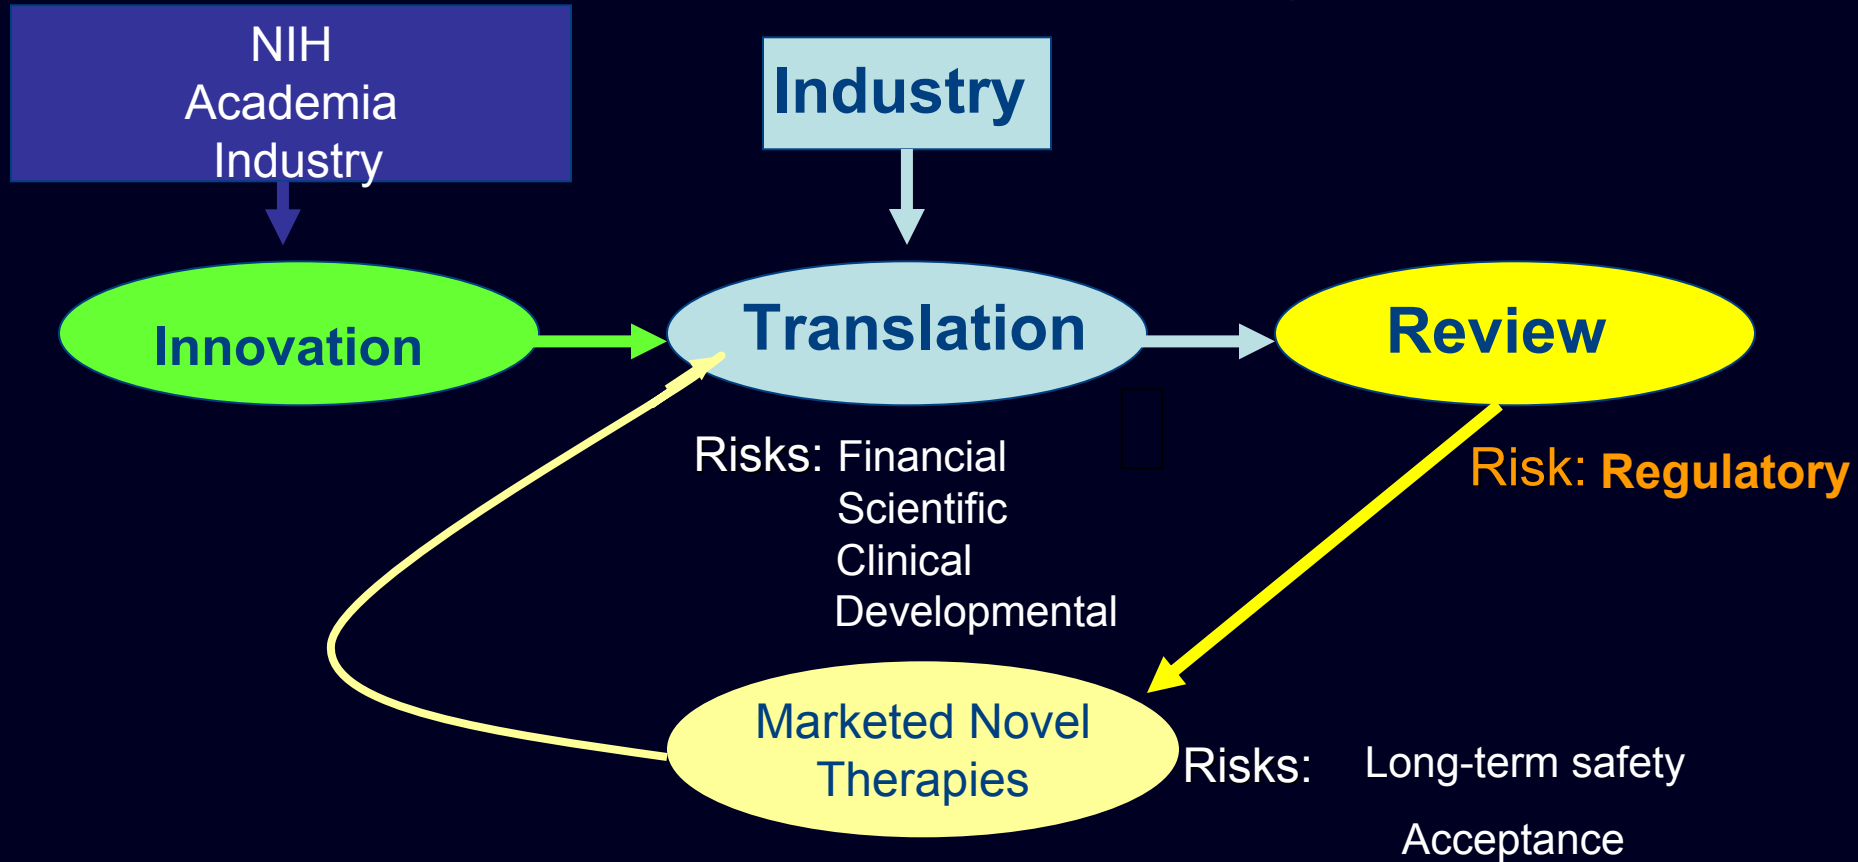 NIH
Academia
Industry
Industry
Innovation
Translation
Review
Risks: Financial
Scientific
Clinical
Developmental
Risk: Regulatory
Marketed Novel
Therapies
Risks: Long-term safety
Acceptance